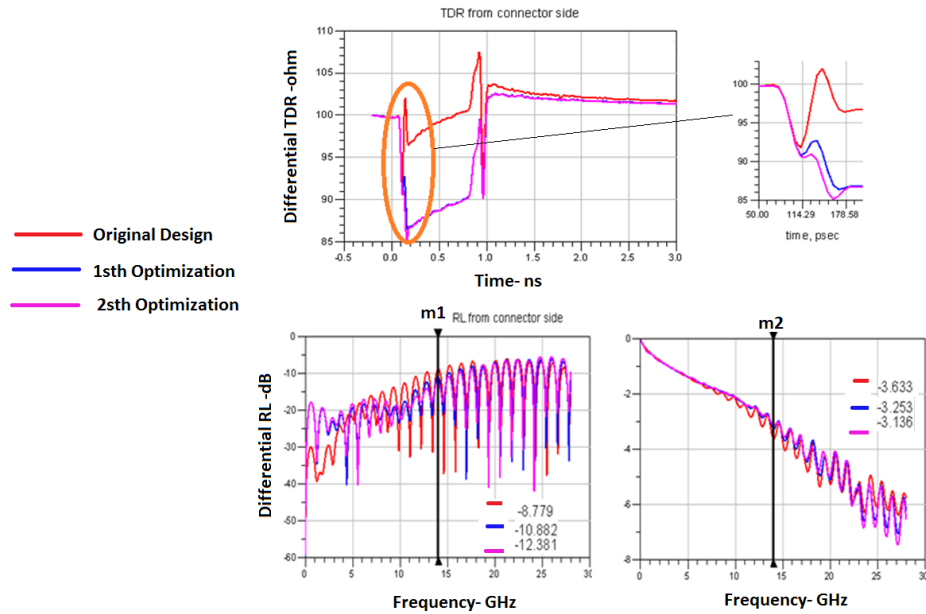 TDR from connector side
Differential TDR -ohm
110
105
100
95
90
85
-0.5 0.0 0.5 1.0 1.5 2.0 2.5 3.0
Time- ns
100
95
90
85
50.00 114.29 178.58
time, psec
Original Design
1sth Optimization
2sth Optimization
m1
RL from connector side
Differential RL -dB
0
-10
-20
-30
-40
-50
-60
-8.779
-10.882
-12.381
0 5 10 15 20 25 30
Frequency- GHz
m2
0
-2
-4
-6
-8
-3.633
-3.253
-3.136
0 5 10 15 20 25 30
Frequency- GHz